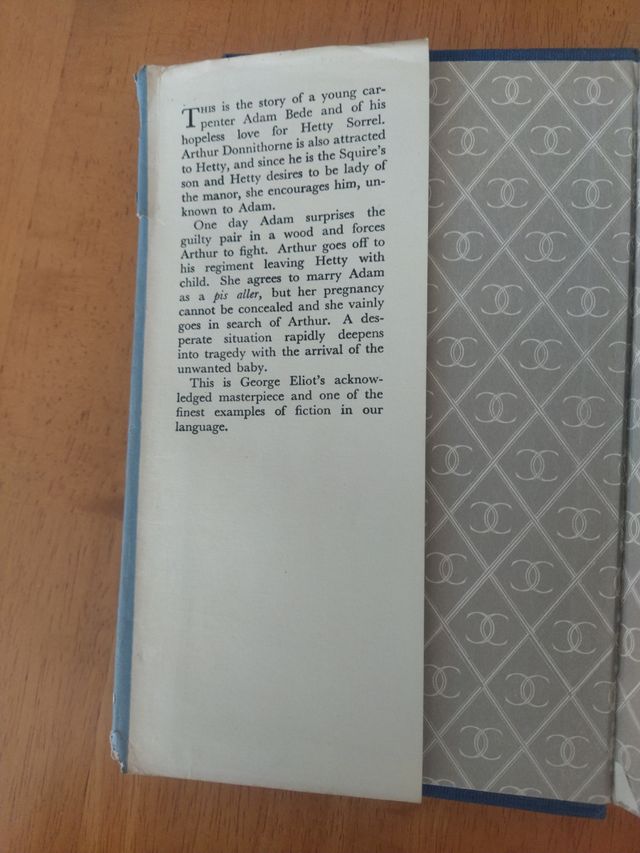 THIS is the story of a young car-
penter Adam Bede and of his
hopeless love for Hetty Sorrel.
Arthur Donnithorne is also attracted
to Hetty, and since he is the Squire's
son and Hetty desires to be lady of
the manor, she encourages him, un-
known to Adam.
One day Adam surprises the
guilty pair in a wood and forces
Arthur to fight. Arthur goes off to
his regiment leaving Hetty with
child. She agrees to marry Adam
as a pis aller, but her pregnancy
cannot be concealed and she vainly
goes in search of Arthur. A des-
perate situation rapidly deepens
into tragedy with the arrival of the
unwanted baby.
This is George Eliot's acknow-
ledged masterpiece and one of the
finest examples of fiction in our
language.